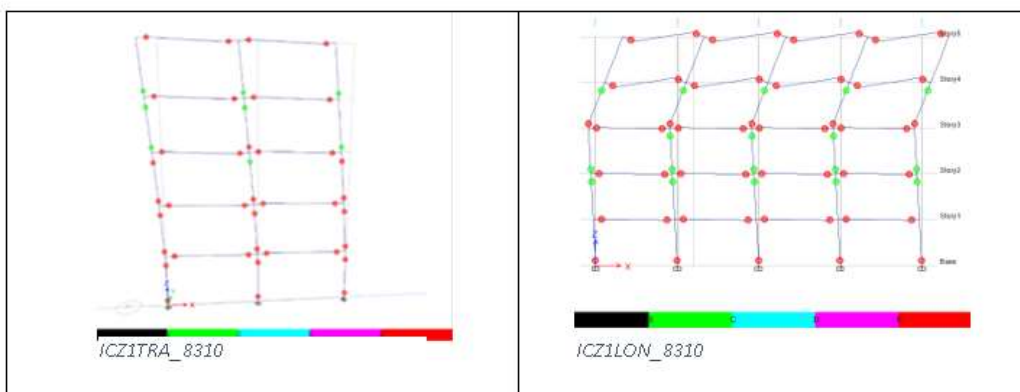 Story5
Story4
Story3
Story2
Story1
Z
X
Base
X
ICZ1TRA_8310
ICZ1LON_8310